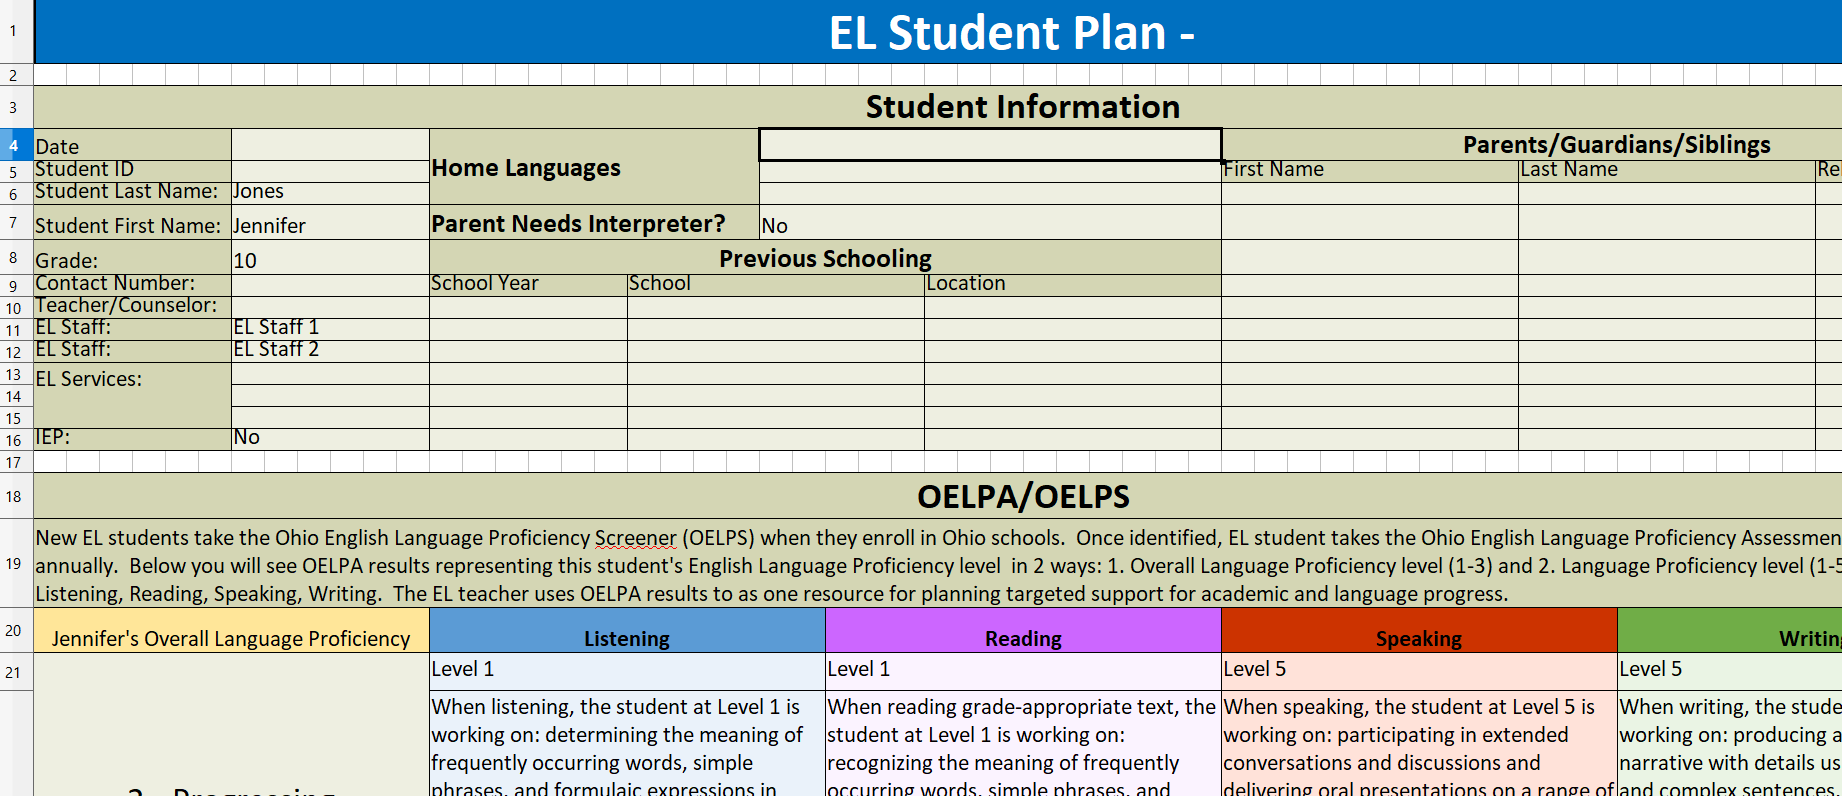 1
EL Student Plan -
2
3
Student Information
4
Date
Parents/Guardians/Siblings
5
Student ID
Home Languages
First Name
Last Name
Re
6
Student Last Name:
Jones
7
Student First Name:
Jennifer
Parent Needs Interpreter?
No
8
Grade:
10
Previous Schooling
9
Contact Number:
School Year
School
Location
10
Teacher/Counselor:
11
EL Staff:
EL Staff 1
12
EL Staff:
EL Staff 2
13
EL Services:
14
15
16
IEP:
No
17
18
OELPA/OELPS
19
New EL students take the Ohio English Language Proficiency Screener (OELPS) when they enroll in Ohio schools.  Once identified, EL student takes the Ohio English Language Proficiency Assessmen
annually.  Below you will see OELPA results representing this student's English Language Proficiency level  in 2 ways: 1. Overall Language Proficiency level (1-3) and 2. Language Proficiency level (1-5
Listening, Reading, Speaking, Writing.  The EL teacher uses OELPA results to as one resource for planning targeted support for academic and language progress.
20
Jennifer's Overall Language Proficiency
Listening
Reading
Speaking
Writing
21
Level 1
Level 1
Level 5
Level 5
When listening, the student at Level 1 is
working on: determining the meaning of
frequently occurring words, simple
phrases, and formulaic expressions in
When reading grade-appropriate text, the
student at Level 1 is working on:
recognizing the meaning of frequently
occurring words, simple phrases, and
When speaking, the student at Level 5 is
working on: participating in extended
conversations and discussions and
delivering oral presentations on a range of
When writing, the stude
working on: producing a
narrative with details us
and complex sentences.